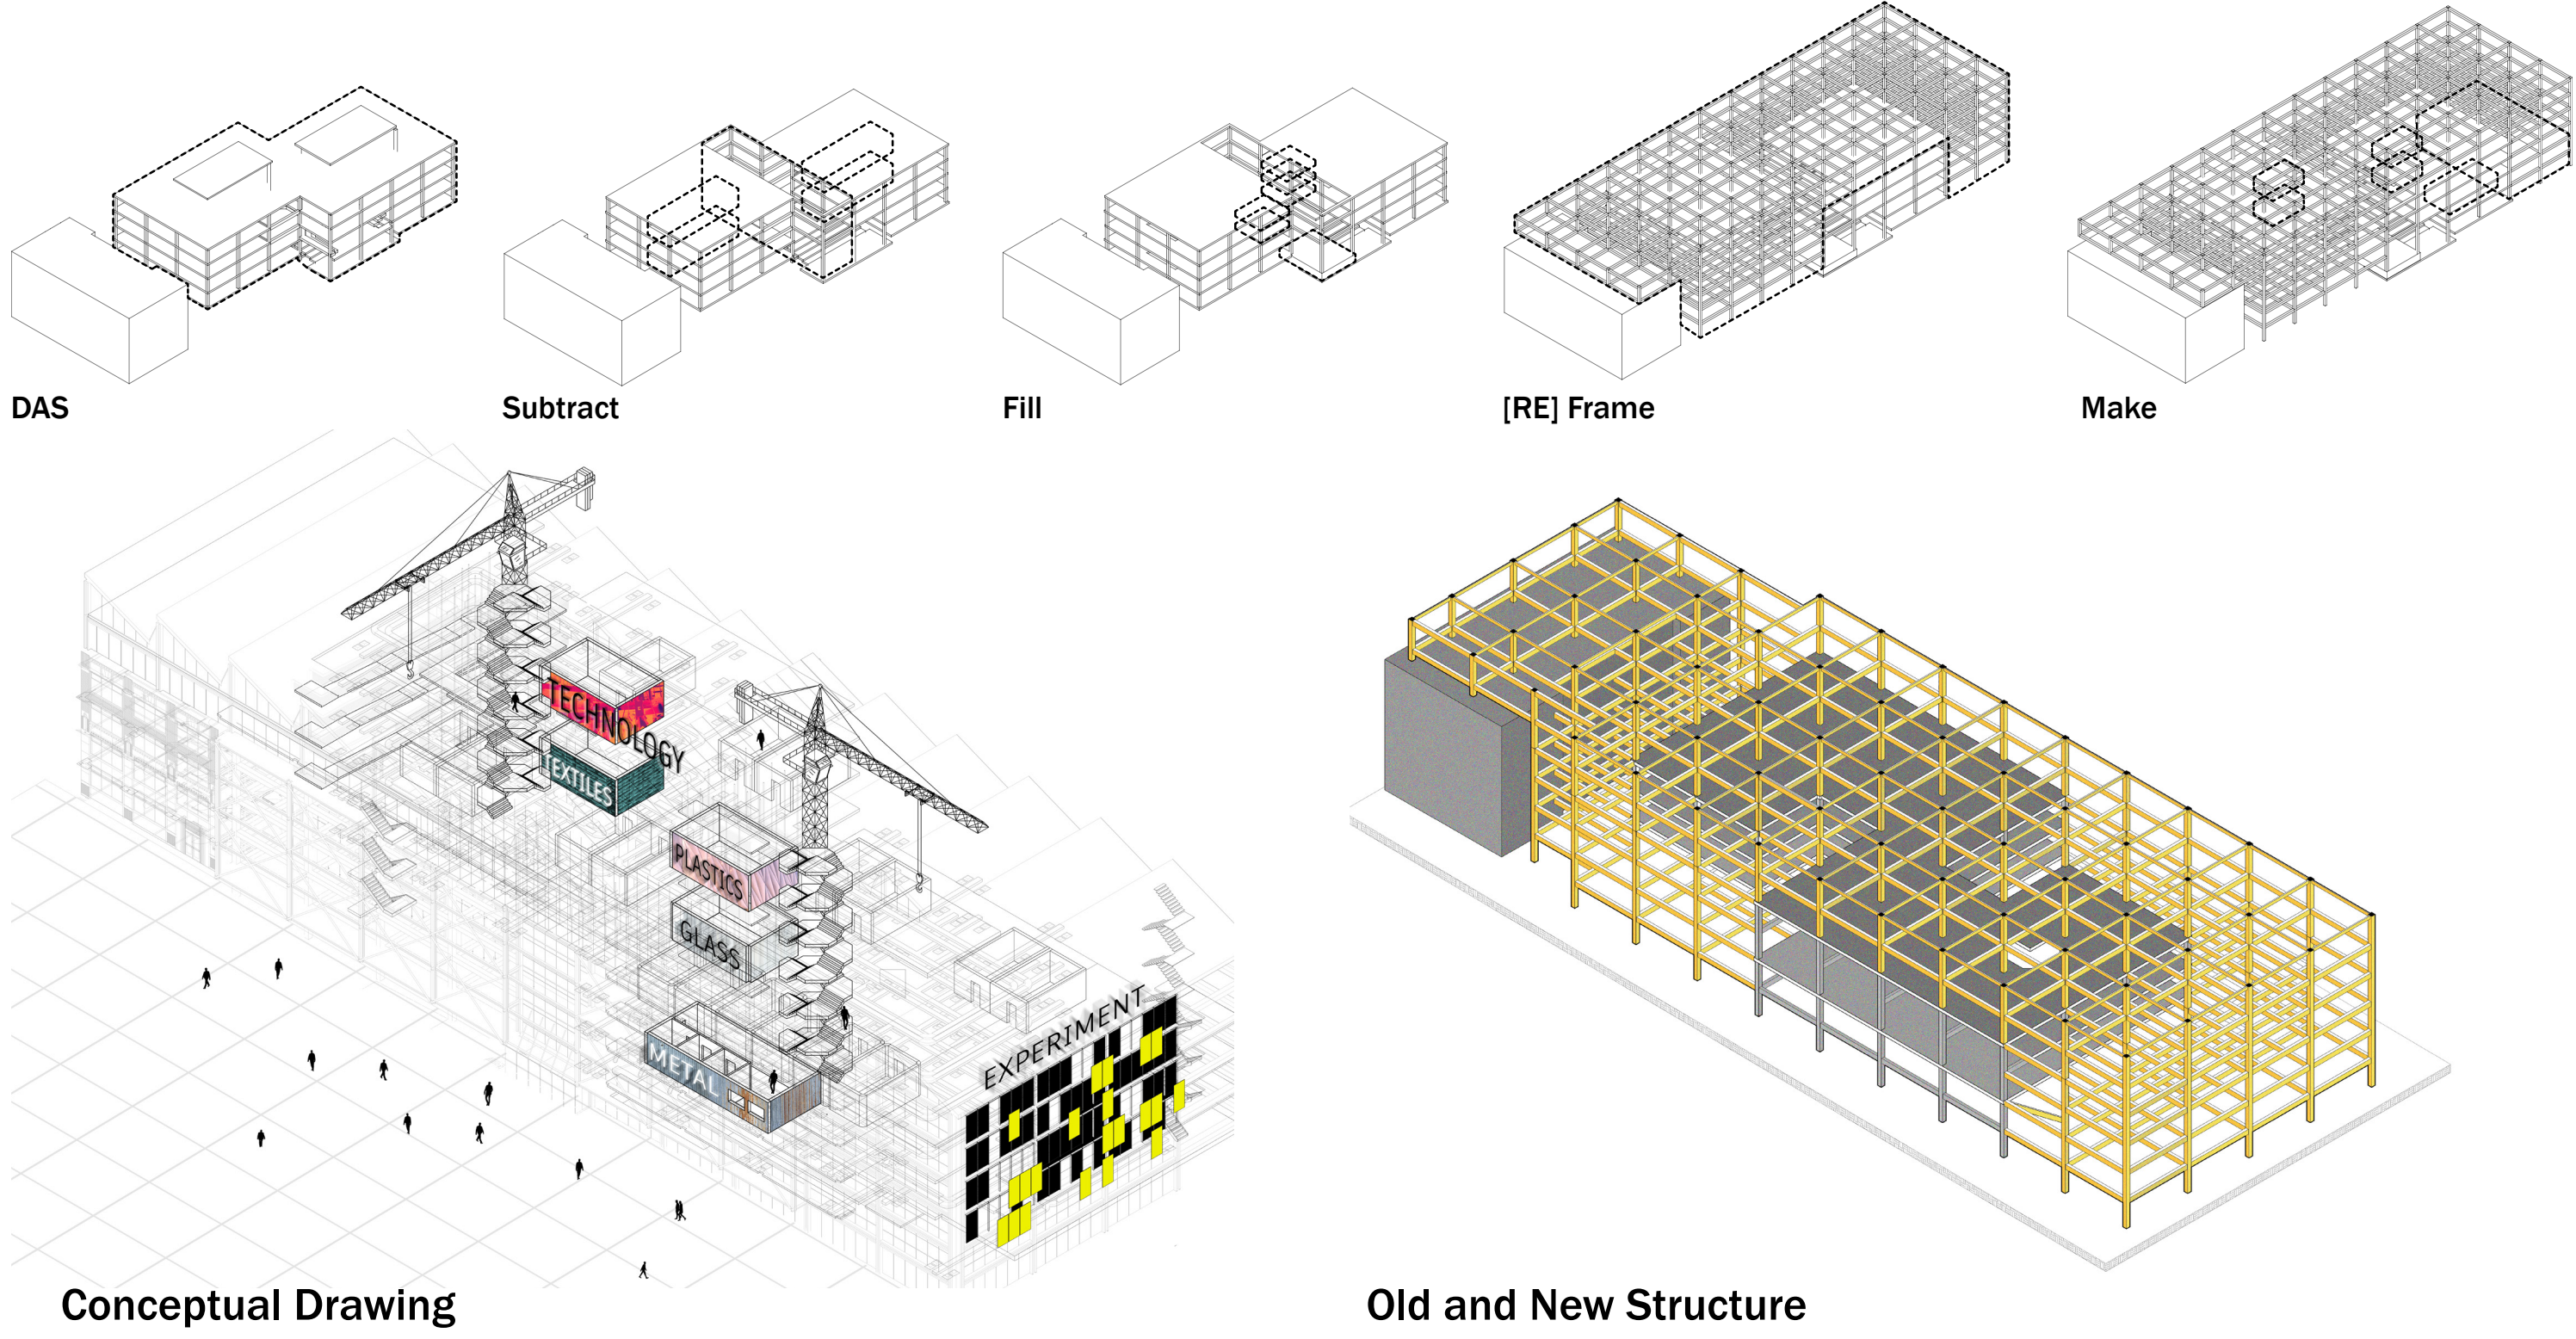 DAS
Subtract
Fill
[RE] Frame
Make
TECHNOLOGY
TEXTILES
PLASTICS
GLASS
METAL
EXPERIMENT
Conceptual Drawing
Old and New Structure